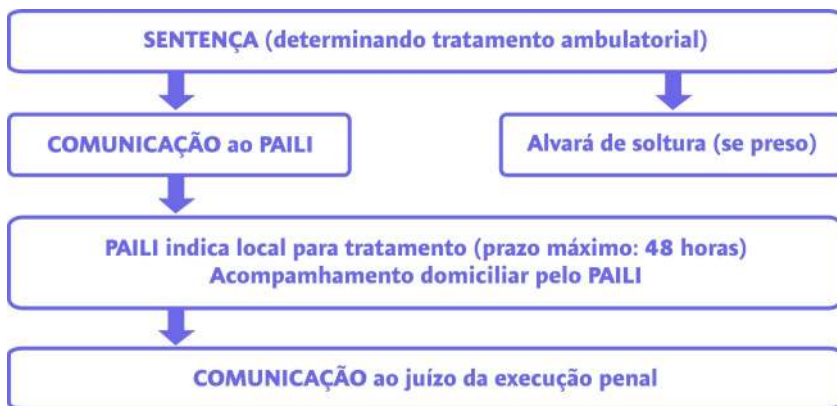 SENTENÇA (determinando tratamento ambulatorial)
COMUNICAÇÃO ao PAILI
Alvará de soltura (se preso)
PAILI indica local para tratamento (prazo máximo: 48 horas)
Acompamhamento domiciliar pelo PAILI
COMUNICAÇÃO ao juízo da execução penal